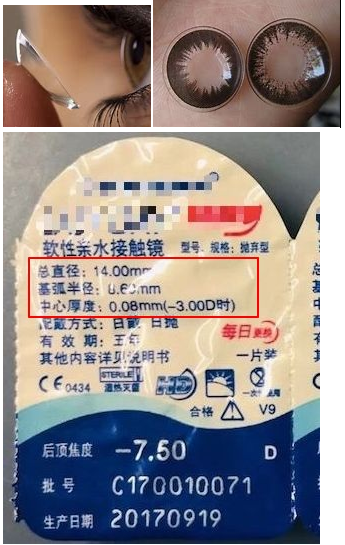 软性亲水接触镜 型号、规格：抛弃型
总直径：14.00mm
基弧半径：8.6 mm
中心厚度：0.08mm(-3.00D时)
配戴方式：日戴 日抛
有效期：五年
其他内容详见说明书
每日更换
一片装
CE 0434 STERILE 湿热灭菌 HD
合格 V9
后顶焦度 -7.50 D
批号 C170010071
生产日期 20170919
总
基